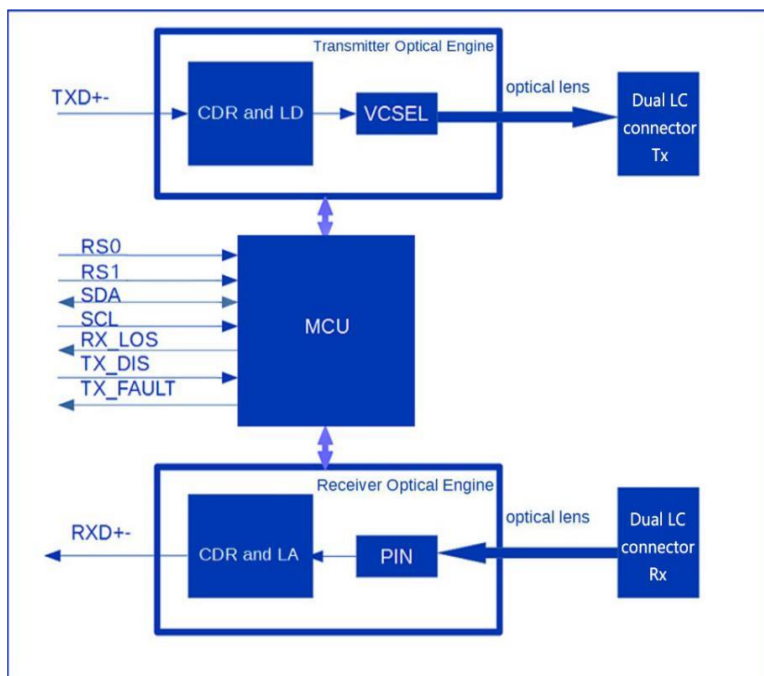 Transmitter Optical Engine
TXD+-
CDR and LD
VCSEL
optical lens
Dual LC
connector
Tx
RS0
RS1
SDA
SCL
RX_LOS
TX_DIS
TX_FAULT
MCU
Receiver Optical Engine
RXD+-
CDR and LA
PIN
optical lens
Dual LC
connector
Rx